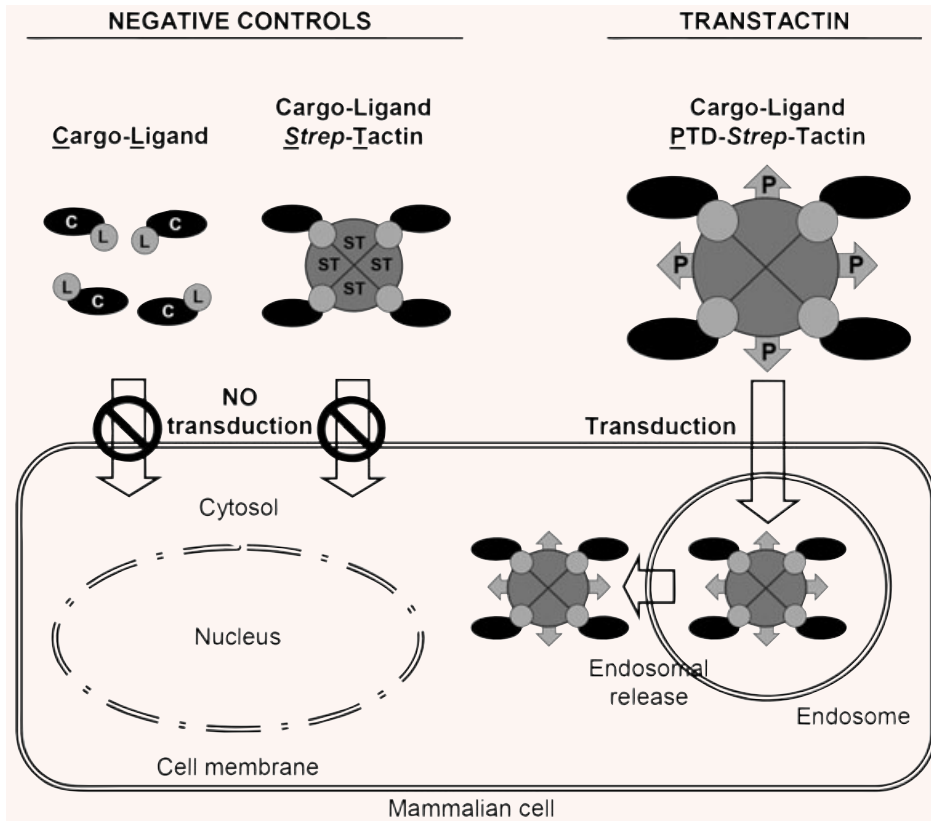 NEGATIVE CONTROLS
TRANSTACTIN
Cargo-Ligand
Cargo-Ligand
Strep-Tactin
Cargo-Ligand
PTD-Strep-Tactin
C
L
L
C
L
C
C
L
ST
ST
ST
ST
P
P
P
P
NO
transduction
Transduction
Cytosol
Nucleus
Cell membrane
Endosomal
release
Endosome
Mammalian cell